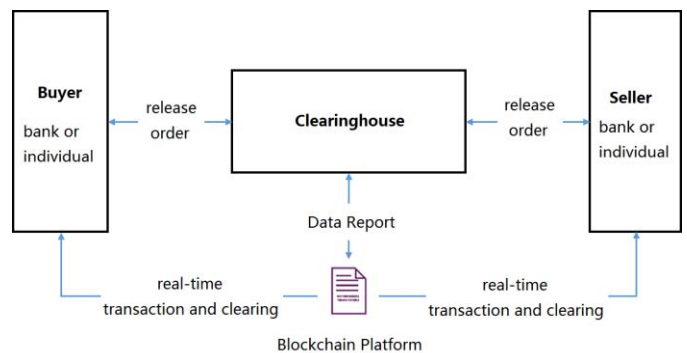 Buyer
bank or
individual
release
order
Clearinghouse
release
order
Seller
bank or
individual
Data Report
real-time
transaction and clearing
real-time
transaction and clearing
Blockchain Platform